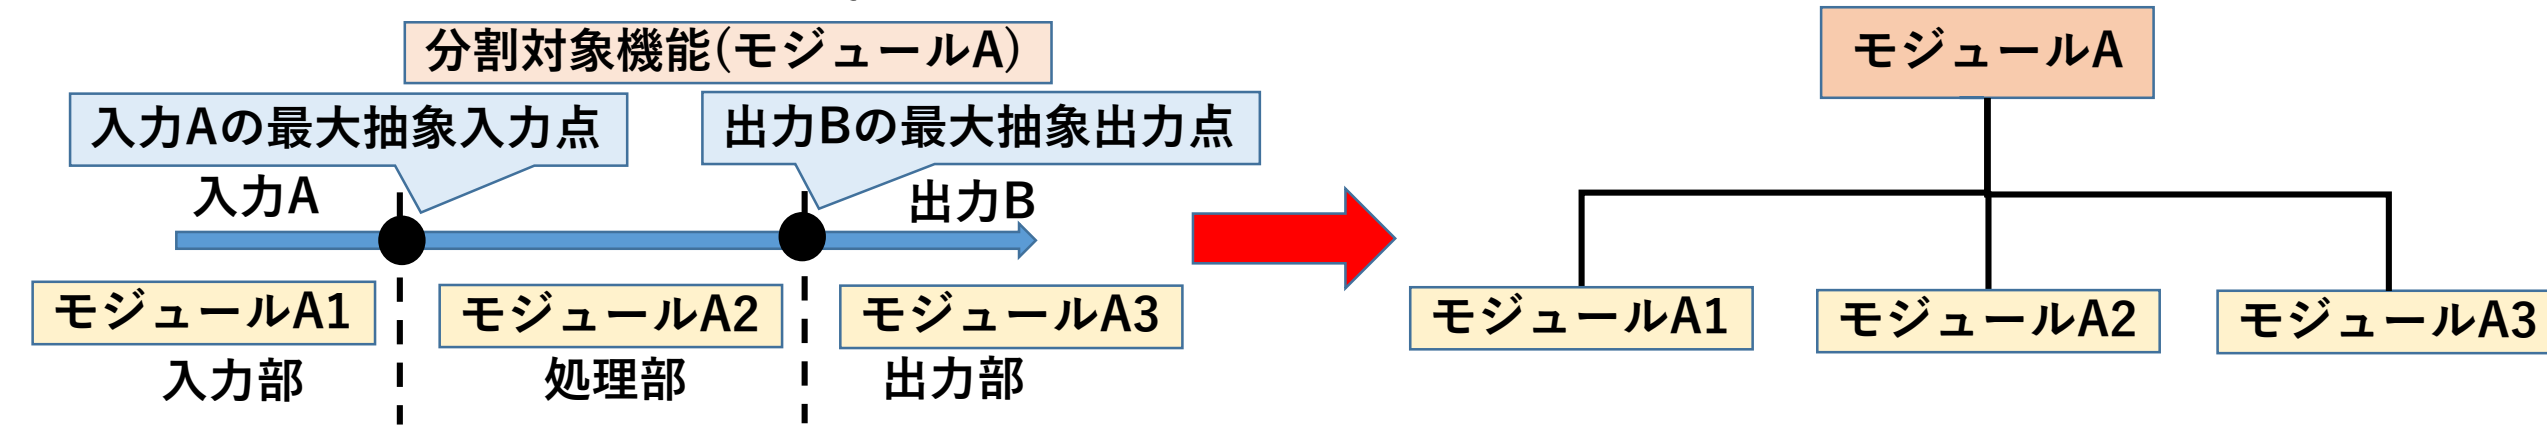 分割対象機能(モジュールA)
入力Aの最大抽象入力点
出力Bの最大抽象出力点
入力A
出力B
モジュールA1
モジュールA2
モジュールA3
入力部
処理部
出力部
モジュールA
モジュールA1
モジュールA2
モジュールA3